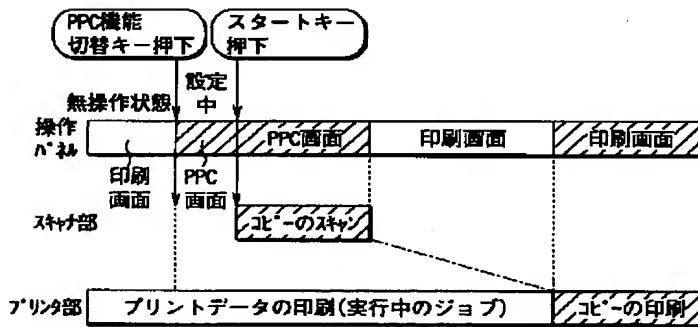 PPC機能
切替キー押下
スタートキー
押下
設定
中
無操作状態
操作
パネル
PPC画面
印刷画面
印刷画面
印刷
画面
PPC
画面
スキャナ部
コピーのスキャン
プリンタ部
プリントデータの印刷(実行中のジョブ)
コピーの印刷